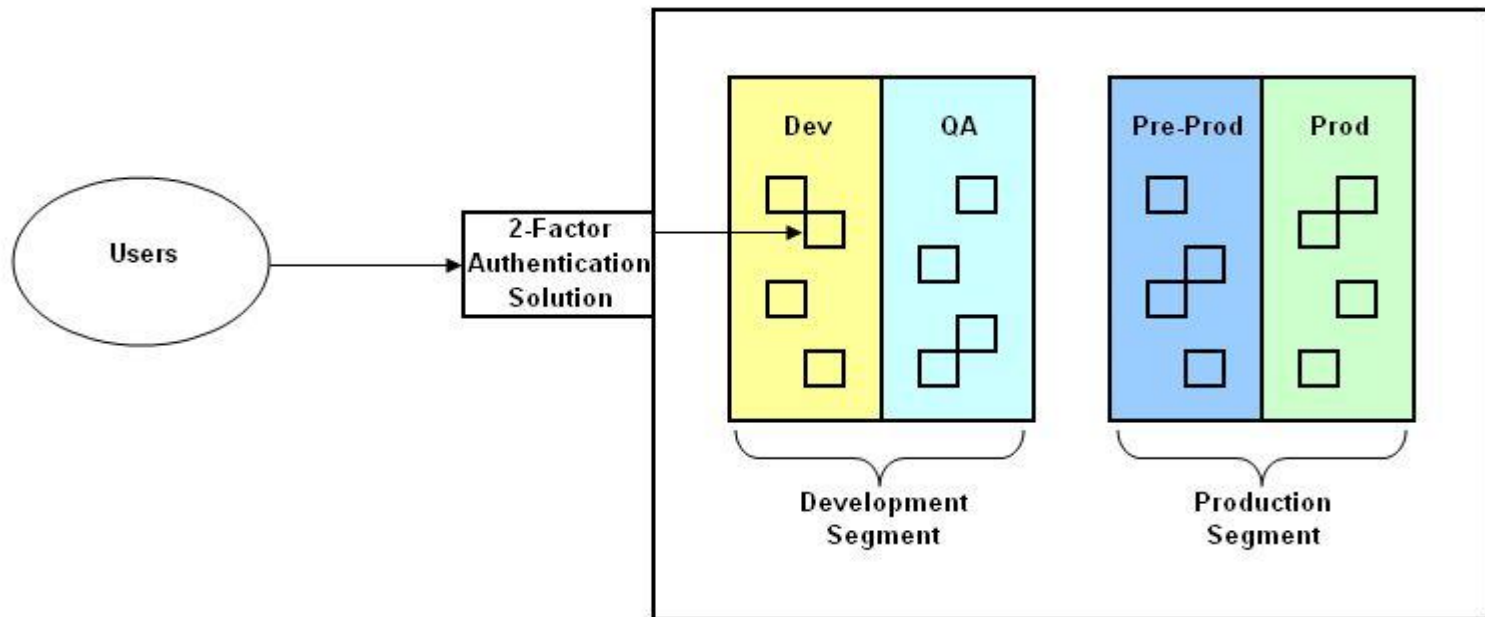 Users
2-Factor
Authentication
Solution
Dev
QA
Pre-Prod
Prod
Development
Segment
Production
Segment